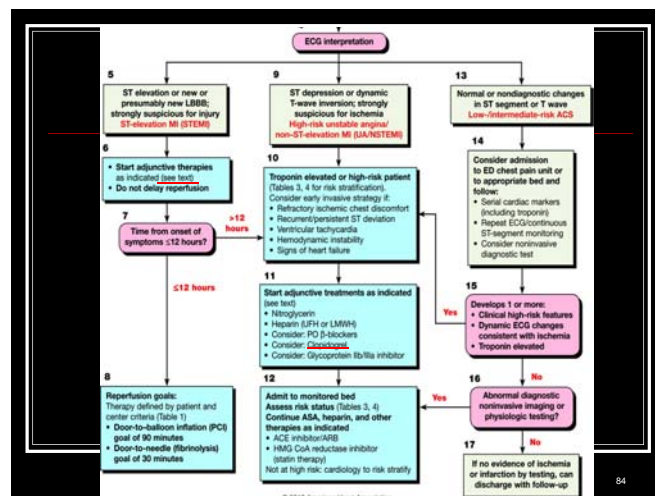 ECG interpretation
5
ST elevation or new or
presumably new LBBB;
strongly suspicious for injury
ST-elevation MI (STEMI)
9
ST depression or dynamic
T-wave inversion; strongly
suspicious for ischemia
High-risk unstable angina/
non–ST-elevation MI (UA/NSTEMI)
13
Normal or nondiagnostic changes
in ST segment or T wave
Low-/intermediate-risk ACS
6
• Start adjunctive therapies
as indicated (see text)
• Do not delay reperfusion
7
Time from onset of
symptoms ≤12 hours?
>12
hours
≤12 hours
8
Reperfusion goals:
Therapy defined by patient and
center criteria (Table 1)
• Door-to-balloon inflation (PCI)
goal of 90 minutes
• Door-to-needle (fibrinolysis)
goal of 30 minutes
10
Troponin elevated or high-risk patient
(Tables 3, 4 for risk stratification).
Consider early invasive strategy if:
• Refractory ischemic chest discomfort
• Recurrent/persistent ST deviation
• Ventricular tachycardia
• Hemodynamic instability
• Signs of heart failure
11
Start adjunctive treatments as indicated
(see text)
• Nitroglycerin
• Heparin (UFH or LMWH)
• Consider: PO β-blockers
• Consider: Clopidogrel
• Consider: Glycoprotein IIb/IIIa inhibitor
12
Admit to monitored bed
Assess risk status (Tables 3, 4)
Continue ASA, heparin, and other
therapies as indicated
• ACE inhibitor/ARB
• HMG CoA reductase inhibitor
(statin therapy)
Not at high risk: cardiology to risk stratify
14
Consider admission
to ED chest pain unit or
to appropriate bed and
follow:
• Serial cardiac markers
(including troponin)
• Repeat ECG/continuous
ST-segment monitoring
• Consider noninvasive
diagnostic test
15
Develops 1 or more:
• Clinical high-risk features
• Dynamic ECG changes
consistent with ischemia
• Troponin elevated
Yes
No
16
Abnormal diagnostic
noninvasive imaging or
physiologic testing?
Yes
No
17
If no evidence of ischemia
or infarction by testing, can
discharge with follow-up
84